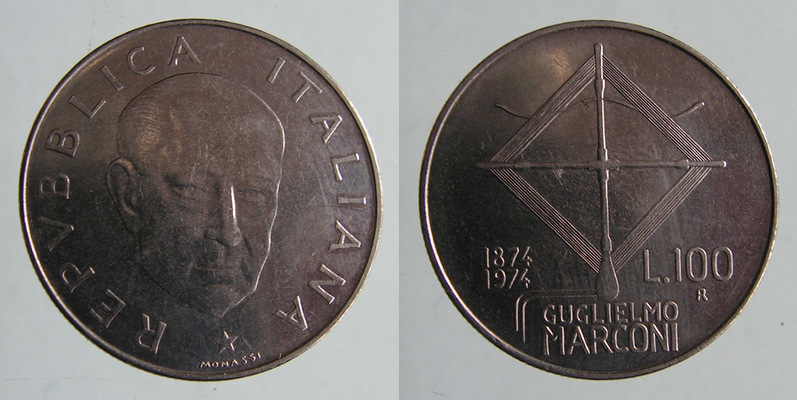 REPVBBLICA ITALIANA
MONASSI
1874
1974
L.100
R
GUGLIELMO
MARCONI